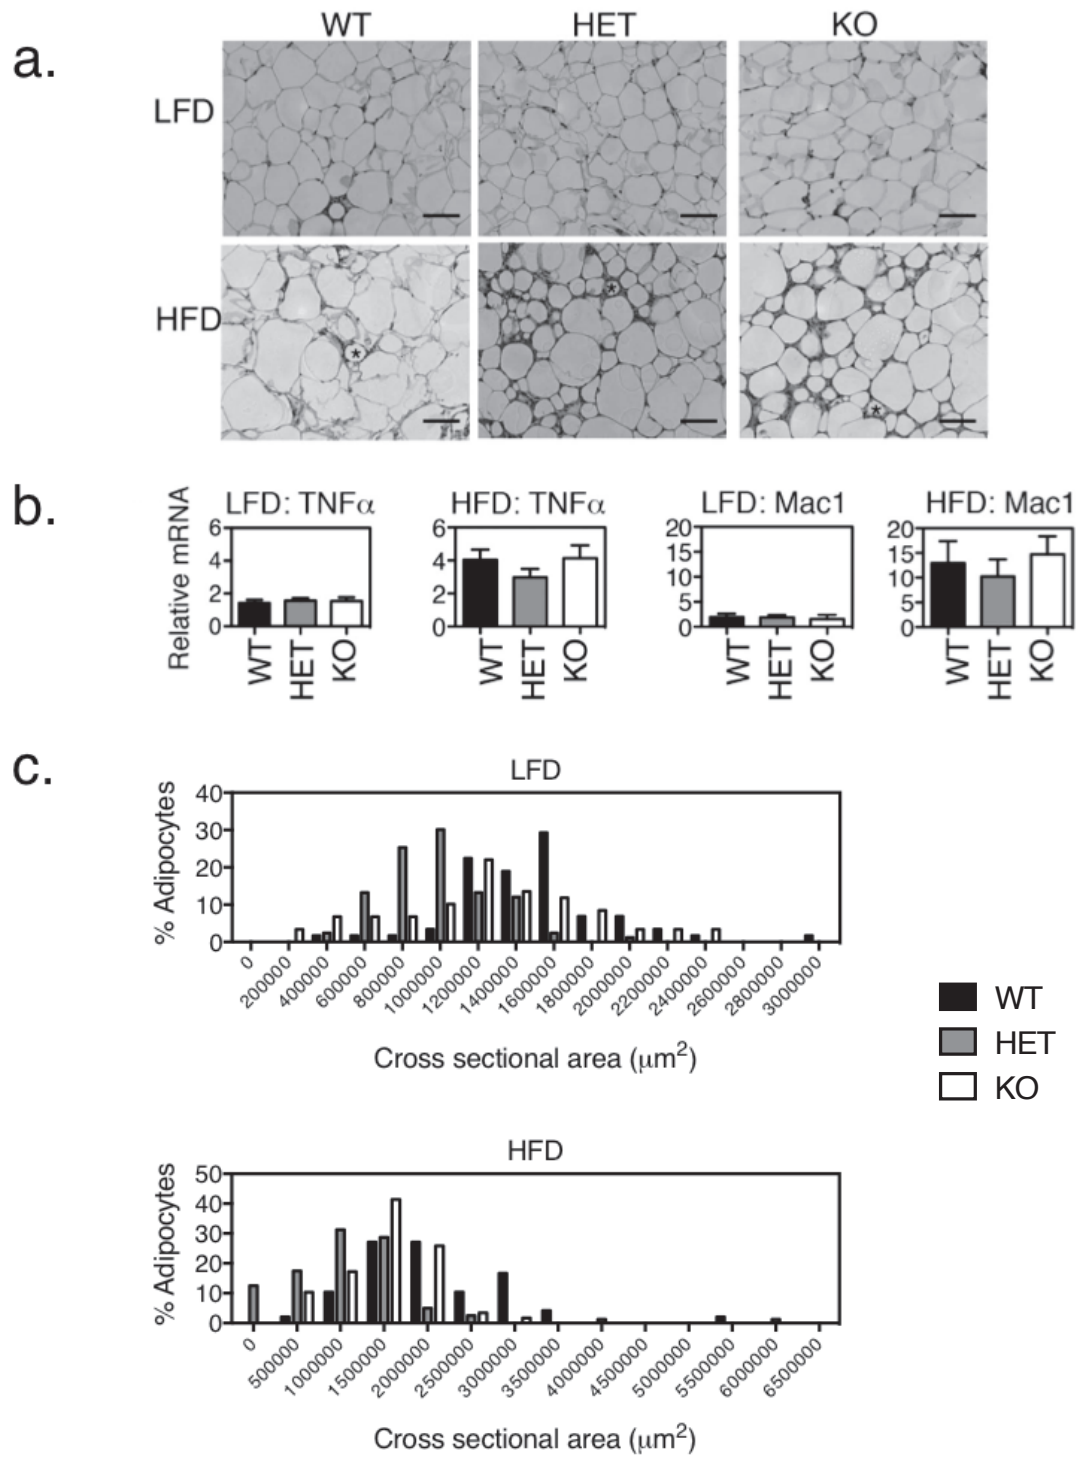 a.
WT HET KO
LFD
HFD
*
*
*
b.
Relative mRNA
LFD: TNFα
6
4
2
0
WT
HET
KO
HFD: TNFα
6
4
2
0
WT
HET
KO
LFD: Mac1
20
15
10
5
0
WT
HET
KO
HFD: Mac1
20
15
10
5
0
WT
HET
KO
c.
LFD
% Adipocytes
40
30
20
10
0
0 200000 400000 600000 800000 1000000 1200000 1400000 1600000 1800000 2000000 2200000 2400000 2600000 2800000 3000000
Cross sectional area (μm²)
WT
HET
KO
HFD
% Adipocytes
50
40
30
20
10
0
0 500000 1000000 1500000 2000000 2500000 3000000 3500000 4000000 4500000 5000000 5500000 6000000 6500000
Cross sectional area (μm²)